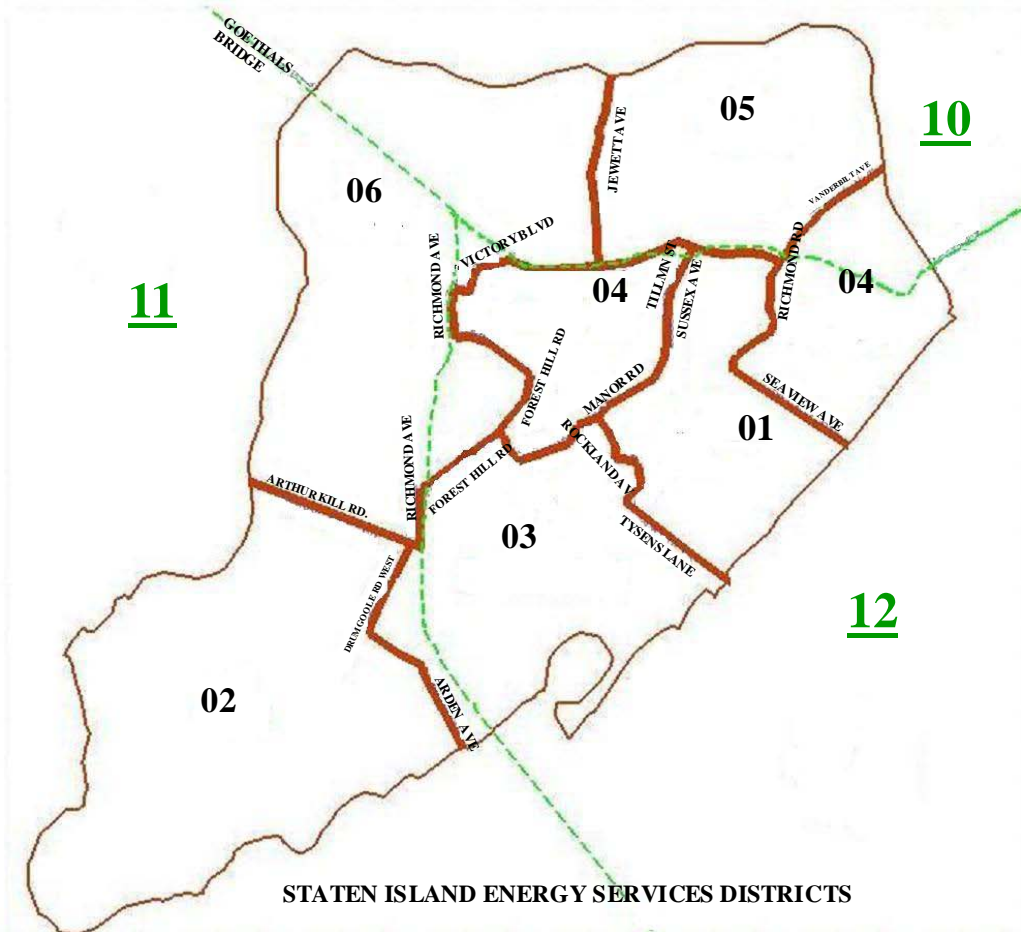 GOETHALS
BRIDGE
05
10
JEWETT AVE
VANDERBILT AVE
06
VICTORY BLVD
RICHMOND AVE
TILLMN ST
SUSSEX AVE
RICHMOND RD
04
04
11
FOREST HILL RD
MANOR RD
SEAVIEW AVE
01
ROCKLAND AV
RICHMOND AVE
FOREST HILL RD
ARTHUR KILL RD.
03
TYSENS LANE
DRUMGOOLE RD WEST
12
02
ARDEN AVE
STATEN ISLAND ENERGY SERVICES DISTRICTS